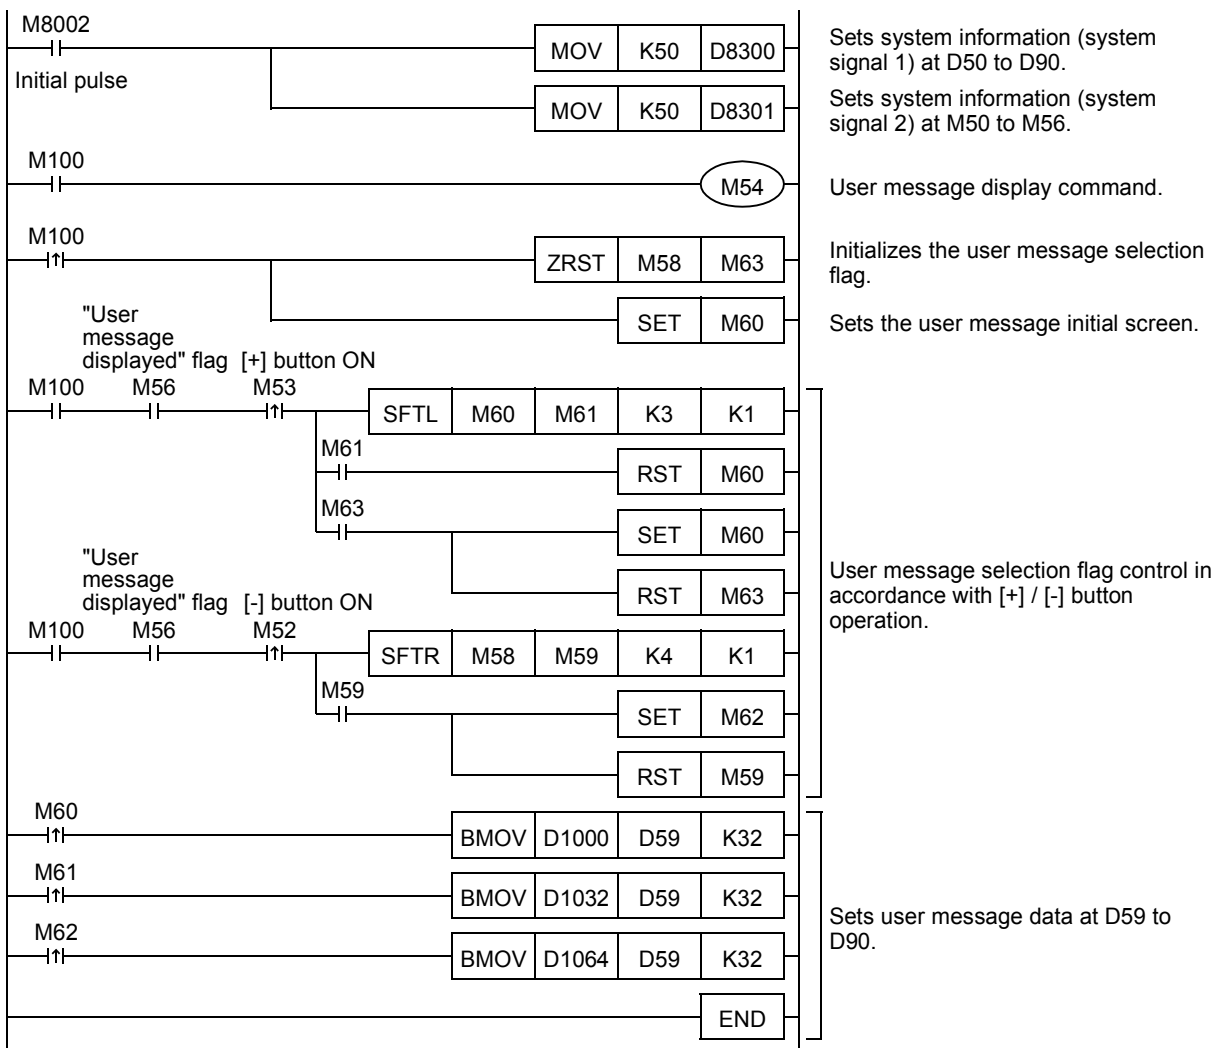 M8002
MOV K50 D8300
Sets system information (system
signal 1) at D50 to D90.
Initial pulse
MOV K50 D8301
Sets system information (system
signal 2) at M50 to M56.
M100
M54
User message display command.
M100
ZRST M58 M63
Initializes the user message selection
flag.
SET M60
Sets the user message initial screen.
"User
message
displayed" flag [+] button ON
M100 M56 M53
SFTL M60 M61 K3 K1
M61
RST M60
M63
SET M60
RST M63
"User
message
displayed" flag [-] button ON
M100 M56 M52
SFTR M58 M59 K4 K1
M59
SET M62
RST M59
User message selection flag control in
accordance with [+] / [-] button
operation.
M60
BMOV D1000 D59 K32
M61
BMOV D1032 D59 K32
M62
BMOV D1064 D59 K32
Sets user message data at D59 to
D90.
END